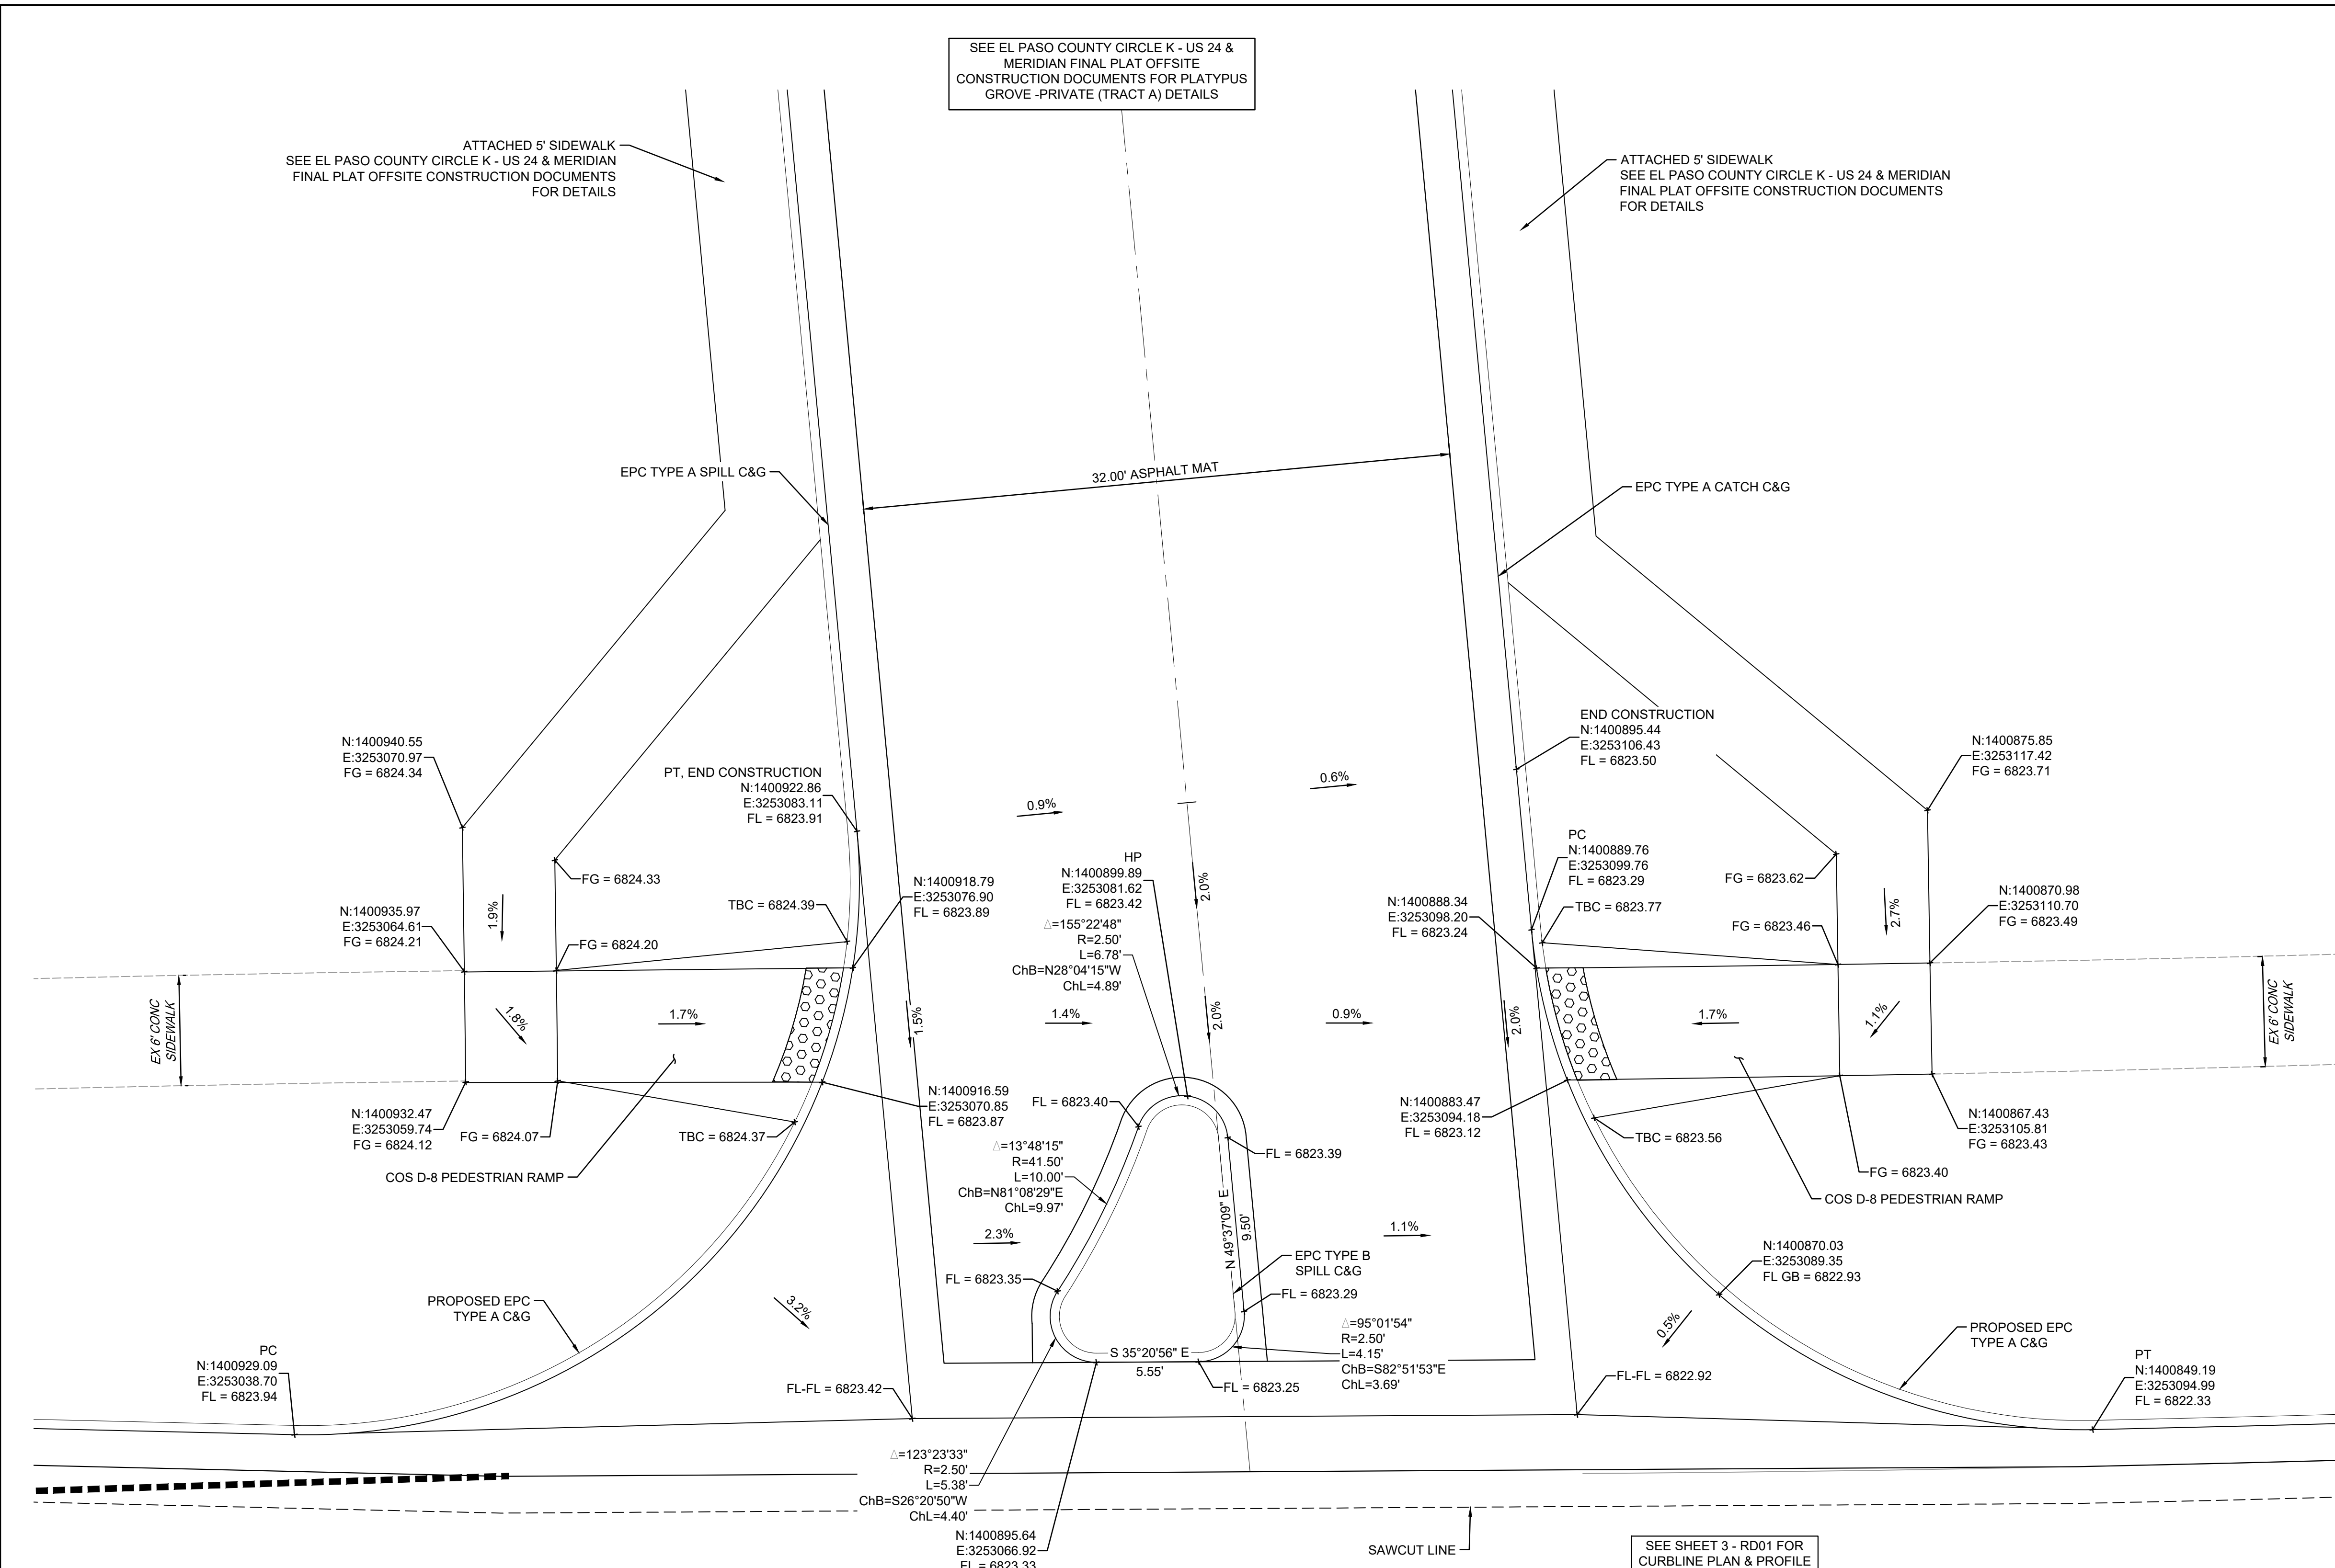 SEE EL PASO COUNTY CIRCLE K - US 24 &
MERIDIAN FINAL PLAT OFFSITE
CONSTRUCTION DOCUMENTS FOR PLATYPUS
GROVE -PRIVATE (TRACT A) DETAILS
ATTACHED 5' SIDEWALK
SEE EL PASO COUNTY CIRCLE K - US 24 & MERIDIAN
FINAL PLAT OFFSITE CONSTRUCTION DOCUMENTS
FOR DETAILS
ATTACHED 5' SIDEWALK
SEE EL PASO COUNTY CIRCLE K - US 24 & MERIDIAN
FINAL PLAT OFFSITE CONSTRUCTION DOCUMENTS
FOR DETAILS
EPC TYPE A SPILL C&G
32.00' ASPHALT MAT
EPC TYPE A CATCH C&G
N:1400940.55
E:3253070.97
FG = 6824.34
PT, END CONSTRUCTION
N:1400922.86
E:3253083.11
FL = 6823.91
0.9%
0.6%
END CONSTRUCTION
N:1400895.44
E:3253106.43
FL = 6823.50
N:1400875.85
E:3253117.42
FG = 6823.71
FG = 6824.33
N:1400935.97
E:3253064.61
FG = 6824.21
1.9%
FG = 6824.20
TBC = 6824.39
N:1400918.79
E:3253076.90
FL = 6823.89
HP
N:1400899.89
E:3253081.62
FL = 6823.42
2.0%
△=155°22'48"
R=2.50'
L=6.78'
ChB=N28°04'15"W
ChL=4.89'
N:1400888.34
E:3253098.20
FL = 6823.24
PC
N:1400889.76
E:3253099.76
FL = 6823.29
TBC = 6823.77
FG = 6823.62
FG = 6823.46
2.7%
N:1400870.98
E:3253110.70
FG = 6823.49
EX 6' CONC
SIDEWALK
1.8%
1.7%
1.5%
1.4%
2.0%
0.9%
2.0%
1.7%
1.1%
EX 6' CONC
SIDEWALK
N:1400932.47
E:3253059.74
FG = 6824.12
FG = 6824.07
TBC = 6824.37
N:1400916.59
E:3253070.85
FL = 6823.87
COS D-8 PEDESTRIAN RAMP
FL = 6823.40
FL = 6823.39
△=13°48'15"
R=41.50'
L=10.00'
ChB=N81°08'29"E
ChL=9.97'
N:1400883.47
E:3253094.18
FL = 6823.12
TBC = 6823.56
FG = 6823.40
N:1400867.43
E:3253105.81
FG = 6823.43
COS D-8 PEDESTRIAN RAMP
2.3%
N 49°37'09" E
9.50'
1.1%
EPC TYPE B
SPILL C&G
FL = 6823.35
FL = 6823.29
N:1400870.03
E:3253089.35
FL GB = 6822.93
PROPOSED EPC
TYPE A C&G
3.2%
△=95°01'54"
R=2.50'
L=4.15'
ChB=S82°51'53"E
ChL=3.69'
0.5%
PROPOSED EPC
TYPE A C&G
PC
N:1400929.09
E:3253038.70
FL = 6823.94
S 35°20'56" E
5.55'
FL-FL = 6823.42
FL = 6823.25
FL-FL = 6822.92
PT
N:1400849.19
E:3253094.99
FL = 6822.33
△=123°23'33"
R=2.50'
L=5.38'
ChB=S26°20'50"W
ChL=4.40'
N:1400895.64
E:3253066.92
FL = 6823.33
SAWCUT LINE
SEE SHEET 3 - RD01 FOR
CURBLINE PLAN & PROFILE